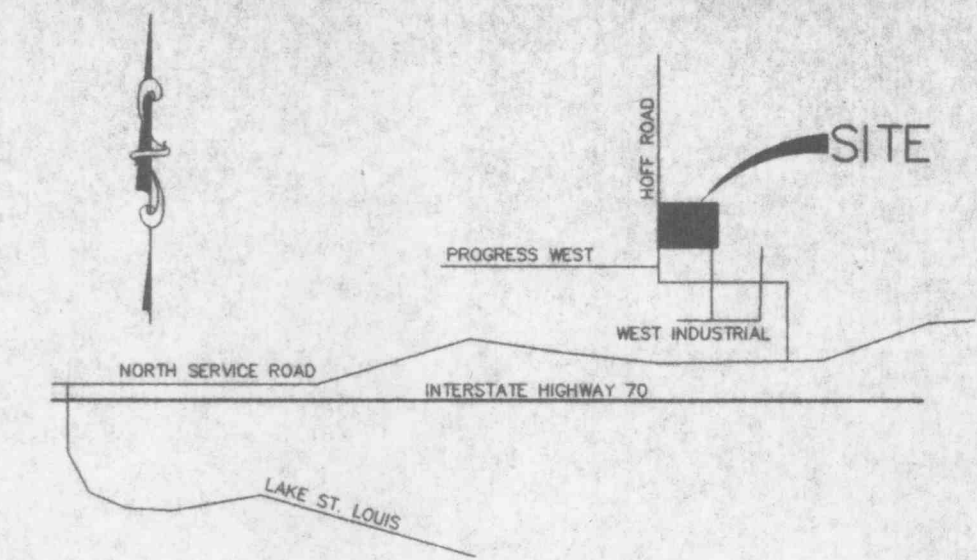 HOFF ROAD
SITE
PROGRESS WEST
WEST INDUSTRIAL
NORTH SERVICE ROAD
INTERSTATE HIGHWAY 70
LAKE ST. LOUIS